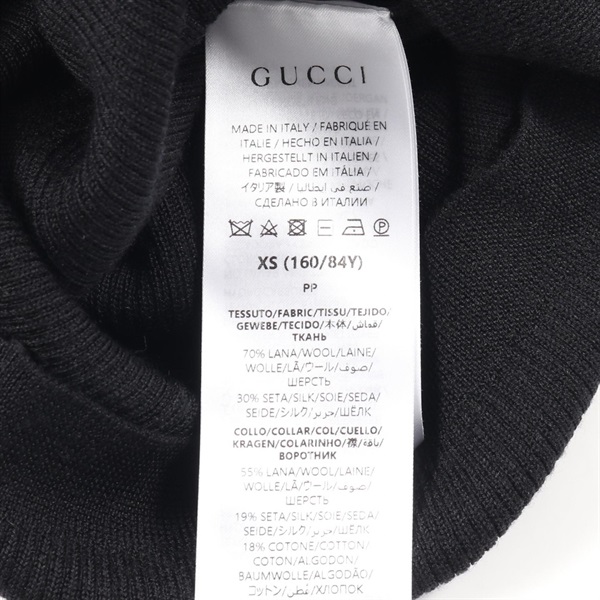 GUCCI
MADE IN ITALY / FABRIQUÉ EN
ITALIE / HECHO EN ITALIA /
HERGESTELLT IN ITALIEN /
FABRICADO EM ITÁLIA /
イタリア製 / صنع في ايطاليا /
СДЕЛАНО В ИТАЛИИ
XS (160/84Y)
PP
TESSUTO/FABRIC/TISSU/TEJIDO/
GEWEBE/TECIDO/本体/قماش/
ТКАНЬ
70% LANA/WOOL/LAINE/
WOLLE/LÃ/ウール/صوف/
ШЕРСТЬ
30% SETA/SILK/SOIE/SEDA/
SEIDE/シルク/حرير/ШЁЛК
COLLO/COLLAR/COL/CUELLO/
KRAGEN/COLARINHO/襟/ياقة/
ВОРОТНИК
55% LANA/WOOL/LAINE/
WOLLE/LÃ/ウール/صوف/
ШЕРСТЬ
19% SETA/SILK/SOIE/SEDA/
SEIDE/シルク/حرير/ШЁЛК
18% COTONE/COTTON/
COTON/ALGODON/
BAUMWOLLE/ALGODÃO/
コットン/قطن/ХЛОПОК